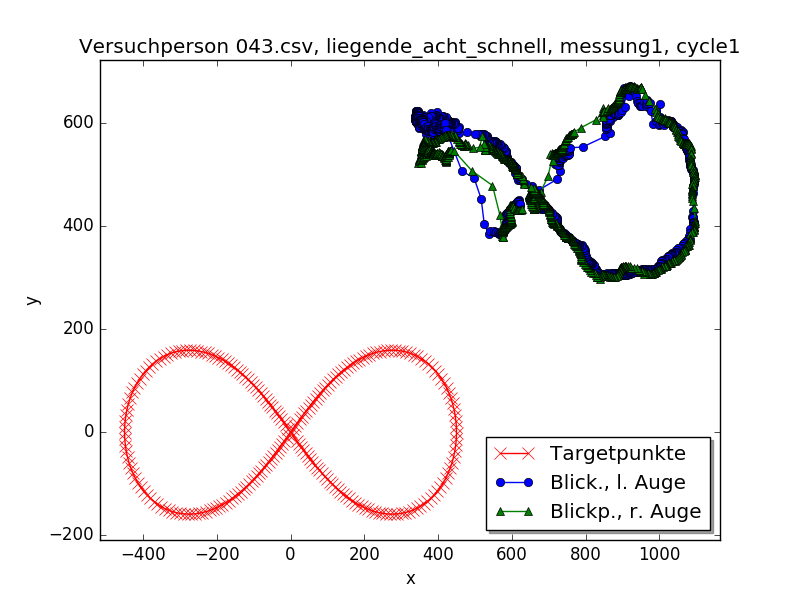 Versuchperson 043.csv, liegende_acht_schnell, messung1, cycle1
y
600
400
200
0
−200
−400
−200
0
200
400
600
800
1000
x
Targetpunkte
Blick., l. Auge
Blickp., r. Auge